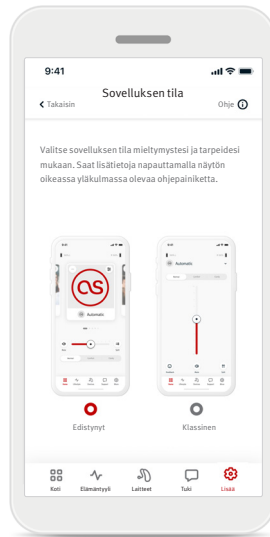 9:41
Sovelluksen tila
Takaisin
Ohje
Valitse sovelluksen tila mieltymystesi ja tarpeidesi
mukaan. Saat lisätietoja napauttamalla näytön
oikeassa yläkulmassa olevaa ohjepainiketta.
Automatic
Automatic
Edistynyt
Klassinen
Koti
Elämäntyyli
Laitteet
Tuki
Lisää